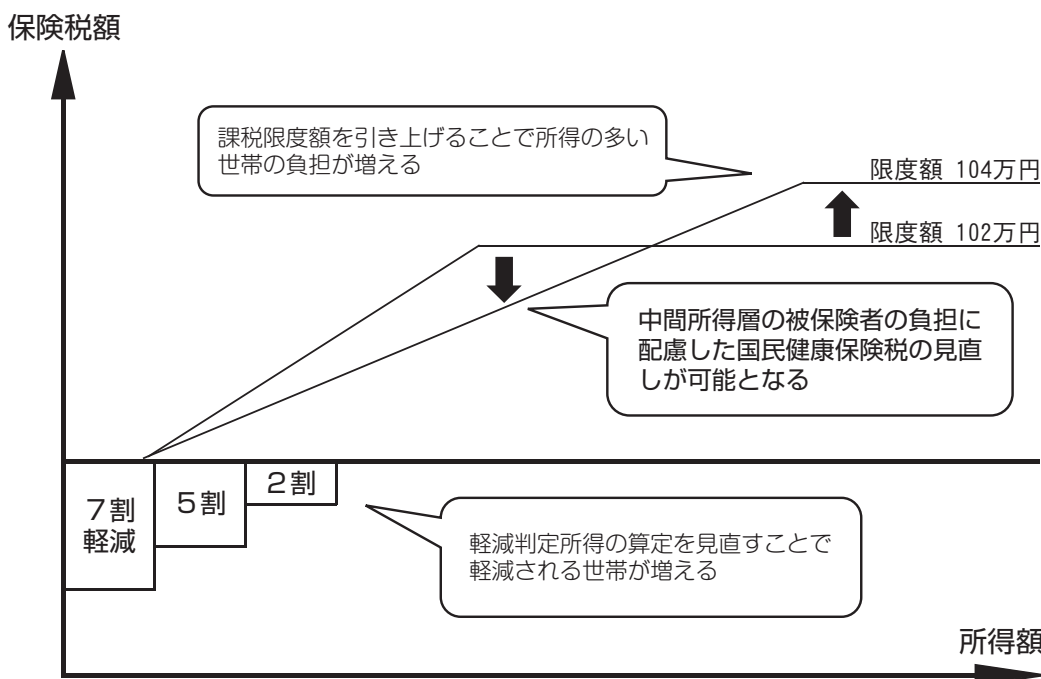 保険税額
課税限度額を引き上げることで所得の多い
世帯の負担が増える
限度額 104万円
限度額 102万円
中間所得層の被保険者の負担に
配慮した国民健康保険税の見直
しが可能となる
7割
軽減
5割
2割
軽減判定所得の算定を見直すことで
軽減される世帯が増える
所得額